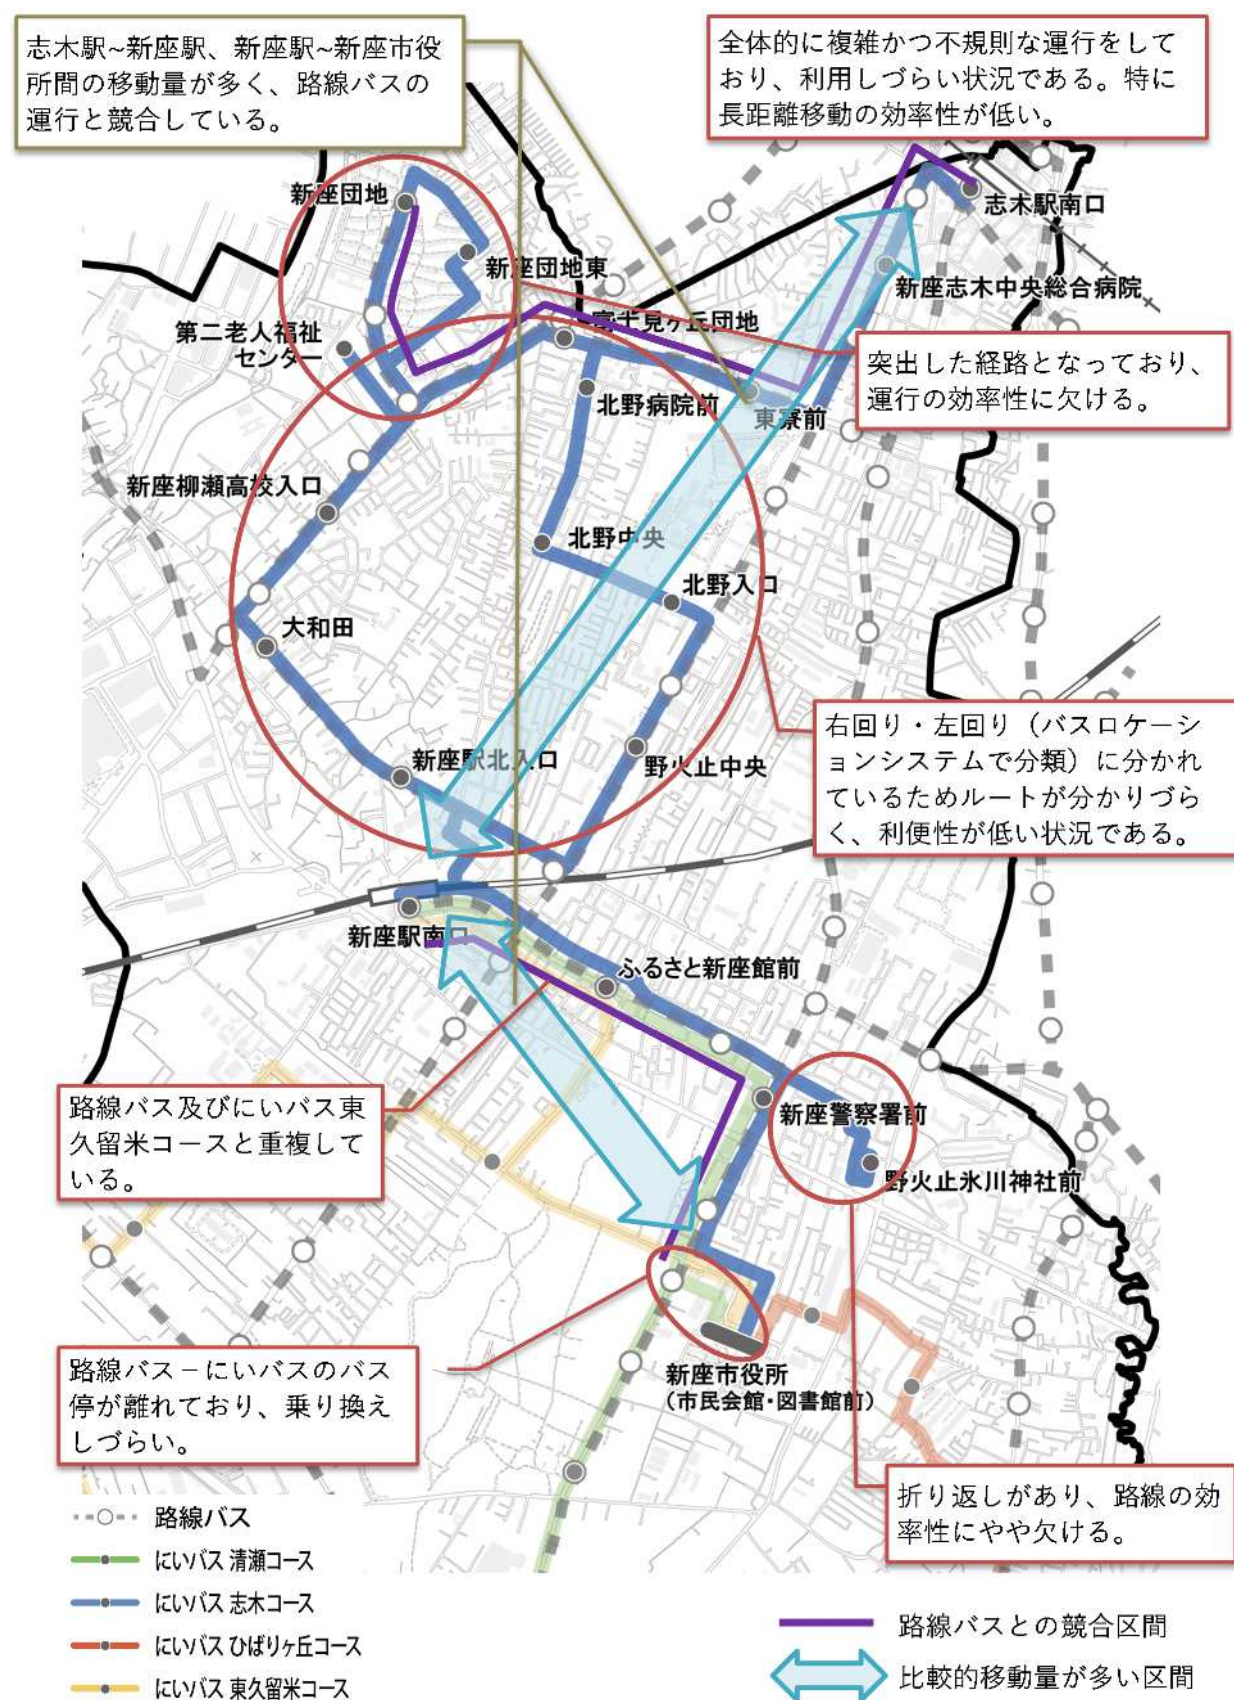 志木駅~新座駅、新座駅~新座市役
所間の移動量が多く、路線バスの
運行と競合している。
全体的に複雑かつ不規則な運行をして
おり、利用しづらい状況である。特に
長距離移動の効率性が低い。
新座団地
志木駅南口
新座団地東
新座志木中央総合病院
第二老人福祉
センター
富士見ヶ丘団地
突出した経路となっており、
運行の効率性に欠ける。
北野病院前
東寮前
新座柳瀬高校入口
北野中央
北野入口
大和田
右回り・左回り（バスロケーシ
ョンシステムで分類）に分かれ
ているためルートが分かりづら
く、利便性が低い状況である。
新座駅北入口
野火止中央
新座駅南口
ふるさと新座館前
路線バス及びにいバス東
久留米コースと重複して
いる。
新座警察署前
野火止氷川神社前
路線バス－にいバスのバス
停が離れており、乗り換え
しづらい。
新座市役所
（市民会館・図書館前）
折り返しがあり、路線の効
率性にやや欠ける。
路線バス
にいバス 清瀬コース
にいバス 志木コース
にいバス ひばりヶ丘コース
にいバス 東久留米コース
路線バスとの競合区間
比較的移動量が多い区間